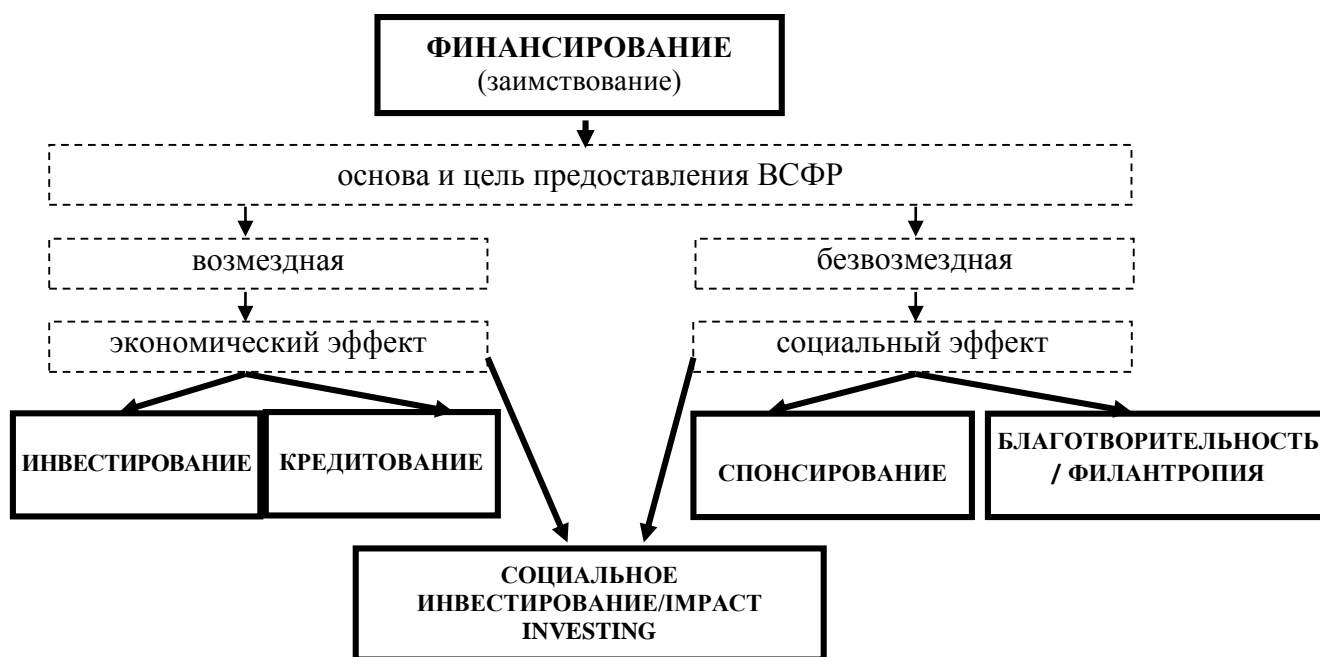 ФИНАНСИРОВАНИЕ
(заимствование)
основа и цель предоставления ВСФР
возмездная
безвозмездная
экономический эффект
социальный эффект
ИНВЕСТИРОВАНИЕ
КРЕДИТОВАНИЕ
СПОНСИРОВАНИЕ
БЛАГОТВОРИТЕЛЬНОСТЬ
/ ФИЛАНТРОПИЯ
СОЦИАЛЬНОЕ
ИНВЕСТИРОВАНИЕ/IMPACT
INVESTING